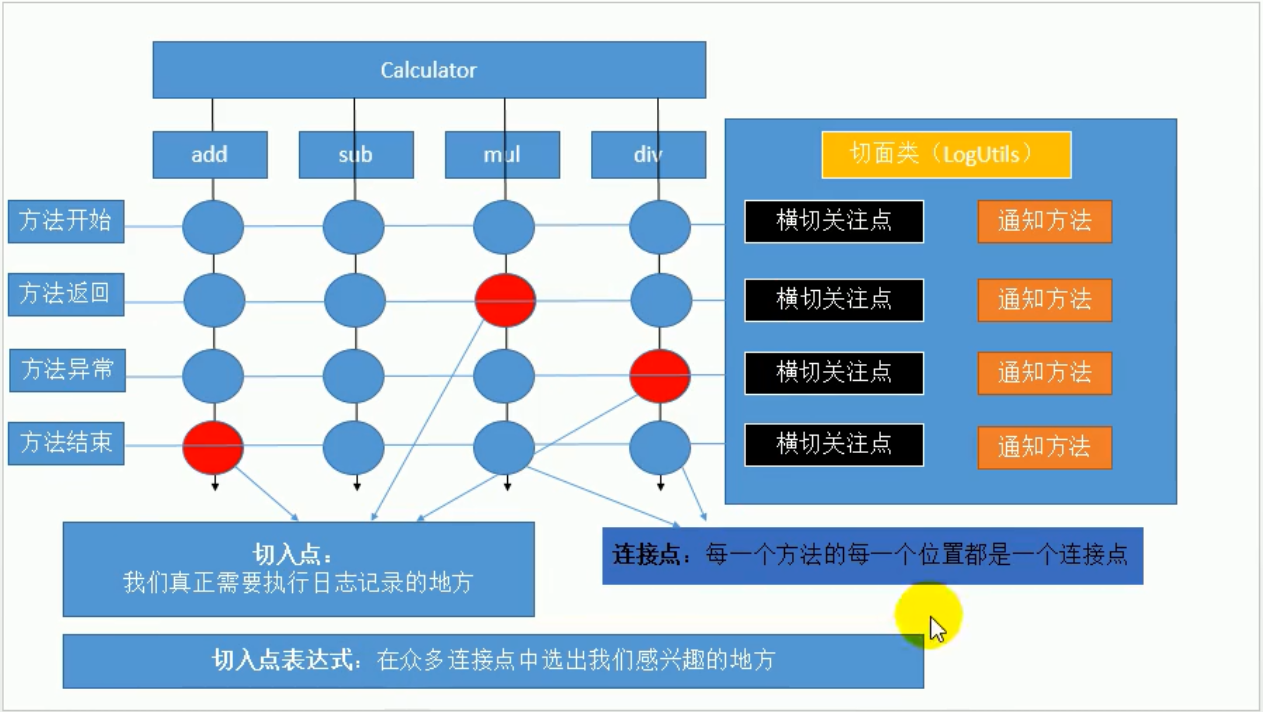 Calculator
add
sub
mul
div
切面类（LogUtils）
方法开始
横切关注点
通知方法
方法返回
横切关注点
通知方法
方法异常
横切关注点
通知方法
方法结束
横切关注点
通知方法
切入点：
我们真正需要执行日志记录的地方
连接点：每一个方法的每一个位置都是一个连接点
切入点表达式：在众多连接点中选出我们感兴趣的地方